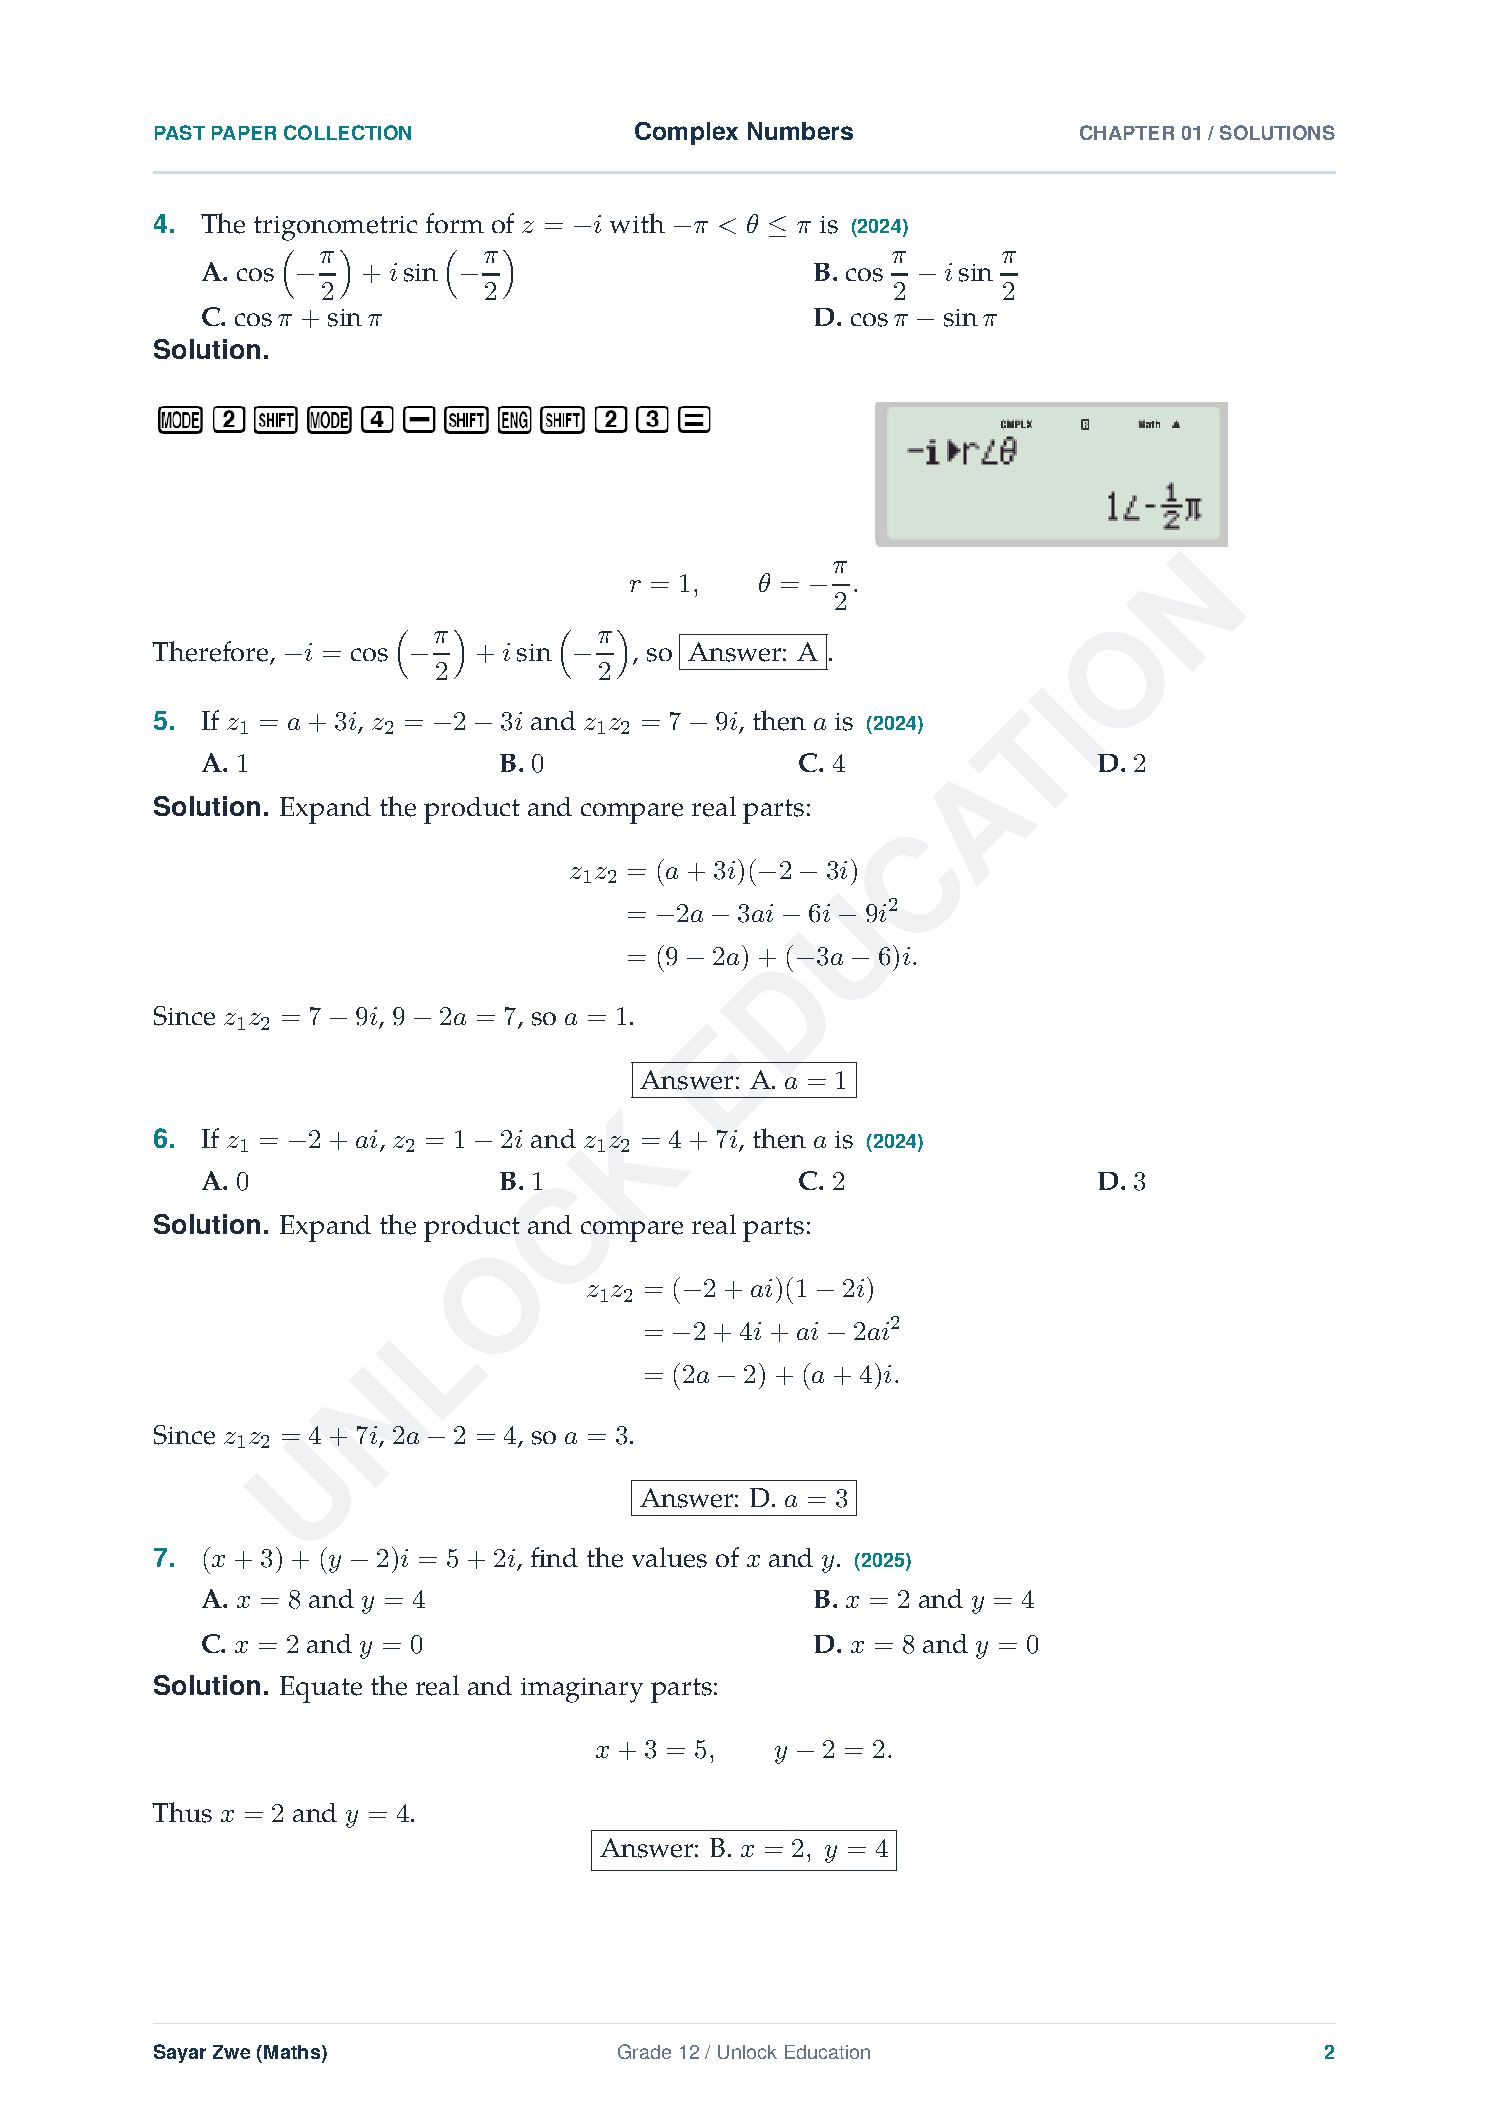 PAST PAPER COLLECTION Complex Numbers CHAPTER 01 / SOLUTIONS
4. The trigonometric form of z = −i with −π < θ ≤ π is (2024)
A. cos (−π/2) + i sin (−π/2) B. cos π/2 − i sin π/2
C. cos π + sin π D. cos π − sin π
Solution.
MODE 2 SHIFT MODE 4 − SHIFT ENG SHIFT 2 3 =
CMPLX R Math ▲
−i▶r∠θ
1∠-1/2π
r = 1, θ = −π/2.
Therefore, −i = cos (−π/2) + i sin (−π/2), so Answer: A.
5. If z₁ = a + 3i, z₂ = −2 − 3i and z₁z₂ = 7 − 9i, then a is (2024)
A. 1 B. 0 C. 4 D. 2
Solution. Expand the product and compare real parts:
z₁z₂ = (a + 3i)(−2 − 3i)
= −2a − 3ai − 6i − 9i²
= (9 − 2a) + (−3a − 6)i.
Since z₁z₂ = 7 − 9i, 9 − 2a = 7, so a = 1.
Answer: A. a = 1
6. If z₁ = −2 + ai, z₂ = 1 − 2i and z₁z₂ = 4 + 7i, then a is (2024)
A. 0 B. 1 C. 2 D. 3
Solution. Expand the product and compare real parts:
z₁z₂ = (−2 + ai)(1 − 2i)
= −2 + 4i + ai − 2ai²
= (2a − 2) + (a + 4)i.
Since z₁z₂ = 4 + 7i, 2a − 2 = 4, so a = 3.
Answer: D. a = 3
7. (x + 3) + (y − 2)i = 5 + 2i, find the values of x and y. (2025)
A. x = 8 and y = 4 B. x = 2 and y = 4
C. x = 2 and y = 0 D. x = 8 and y = 0
Solution. Equate the real and imaginary parts:
x + 3 = 5, y − 2 = 2.
Thus x = 2 and y = 4.
Answer: B. x = 2, y = 4
UNLOCK EDUCATION
Sayar Zwe (Maths) Grade 12 / Unlock Education 2